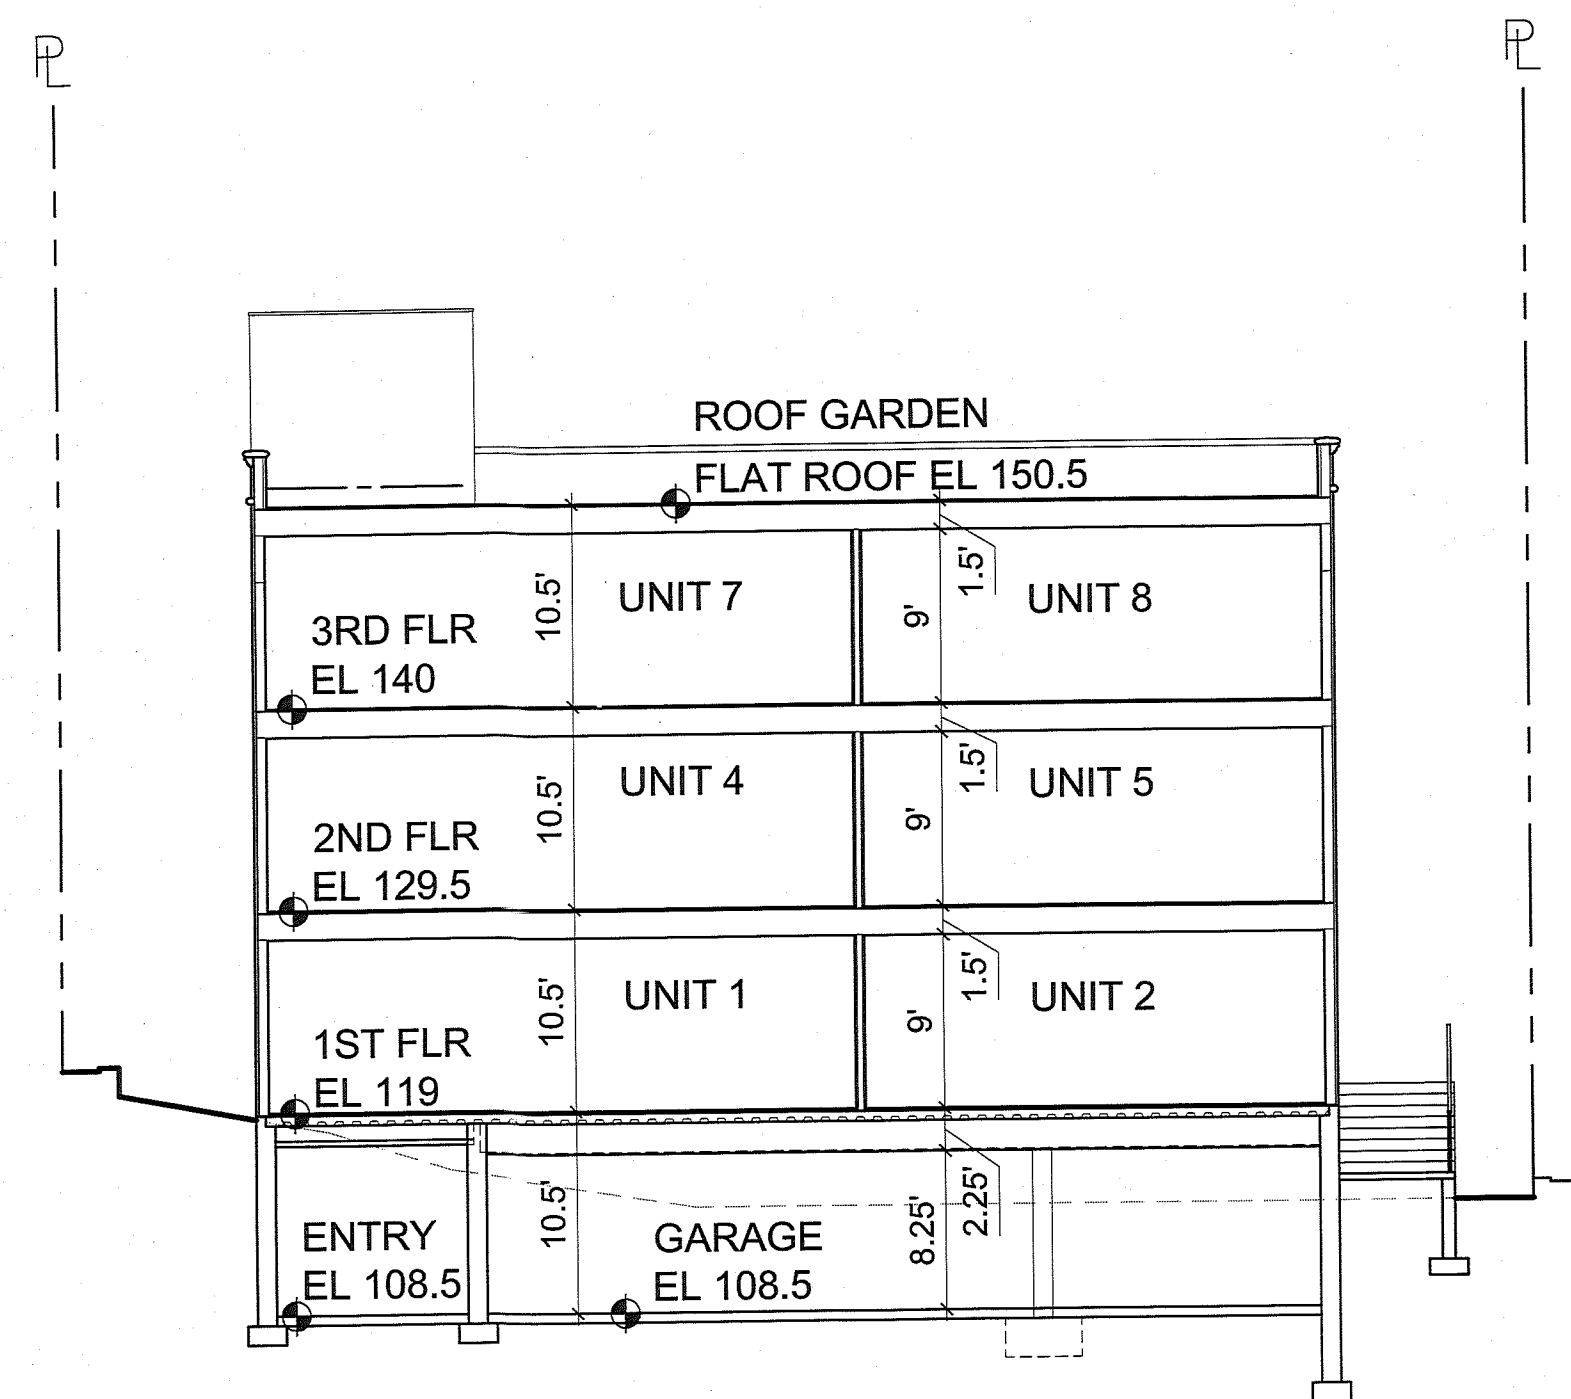 PL
PL
ROOF GARDEN
FLAT ROOF EL 150.5
1.5'
10.5'
UNIT 7
9'
UNIT 8
3RD FLR
EL 140
1.5'
10.5'
UNIT 4
9'
UNIT 5
2ND FLR
EL 129.5
1.5'
10.5'
UNIT 1
9'
UNIT 2
1ST FLR
EL 119
2.25'
10.5'
8.25'
ENTRY
EL 108.5
GARAGE
EL 108.5